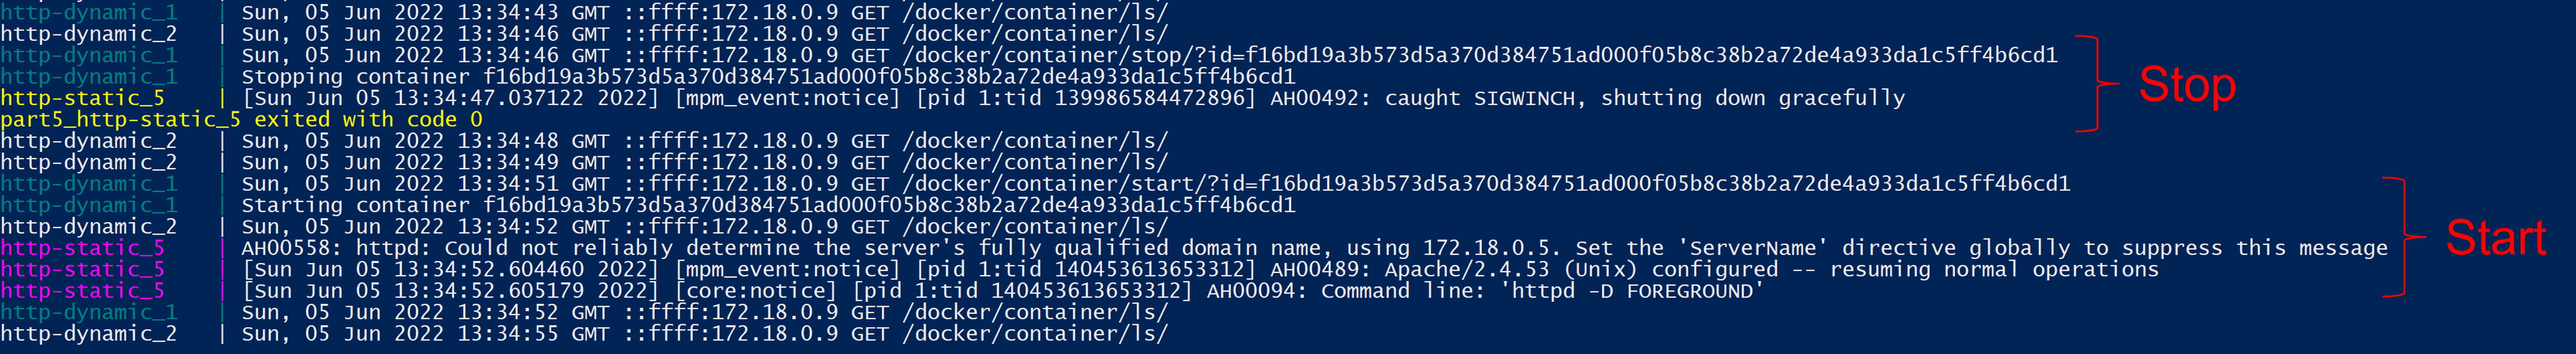 http-dynamic_1   | Sun, 05 Jun 2022 13:34:43 GMT ::ffff:172.18.0.9 GET /docker/container/ls/
http-dynamic_2   | Sun, 05 Jun 2022 13:34:46 GMT ::ffff:172.18.0.9 GET /docker/container/ls/
http-dynamic_1   | Sun, 05 Jun 2022 13:34:46 GMT ::ffff:172.18.0.9 GET /docker/container/stop/?id=f16bd19a3b573d5a370d384751ad000f05b8c38b2a72de4a933da1c5ff4b6cd1
http-dynamic_1   | Stopping container f16bd19a3b573d5a370d384751ad000f05b8c38b2a72de4a933da1c5ff4b6cd1
http-static_5    | [Sun Jun 05 13:34:47.037122 2022] [mpm_event:notice] [pid 1:tid 139986584472896] AH00492: caught SIGWINCH, shutting down gracefully
Stop
part5_http-static_5 exited with code 0
http-dynamic_2   | Sun, 05 Jun 2022 13:34:48 GMT ::ffff:172.18.0.9 GET /docker/container/ls/
http-dynamic_2   | Sun, 05 Jun 2022 13:34:49 GMT ::ffff:172.18.0.9 GET /docker/container/ls/
http-dynamic_1   | Sun, 05 Jun 2022 13:34:51 GMT ::ffff:172.18.0.9 GET /docker/container/start/?id=f16bd19a3b573d5a370d384751ad000f05b8c38b2a72de4a933da1c5ff4b6cd1
http-dynamic_1   | Starting container f16bd19a3b573d5a370d384751ad000f05b8c38b2a72de4a933da1c5ff4b6cd1
http-dynamic_2   | Sun, 05 Jun 2022 13:34:52 GMT ::ffff:172.18.0.9 GET /docker/container/ls/
http-static_5    | AH00558: httpd: Could not reliably determine the server's fully qualified domain name, using 172.18.0.5. Set the 'ServerName' directive globally to suppress this message
Start
http-static_5    | [Sun Jun 05 13:34:52.604460 2022] [mpm_event:notice] [pid 1:tid 140453613653312] AH00489: Apache/2.4.53 (Unix) configured -- resuming normal operations
http-static_5    | [Sun Jun 05 13:34:52.605179 2022] [core:notice] [pid 1:tid 140453613653312] AH00094: Command line: 'httpd -D FOREGROUND'
http-dynamic_1   | Sun, 05 Jun 2022 13:34:52 GMT ::ffff:172.18.0.9 GET /docker/container/ls/
http-dynamic_2   | Sun, 05 Jun 2022 13:34:55 GMT ::ffff:172.18.0.9 GET /docker/container/ls/